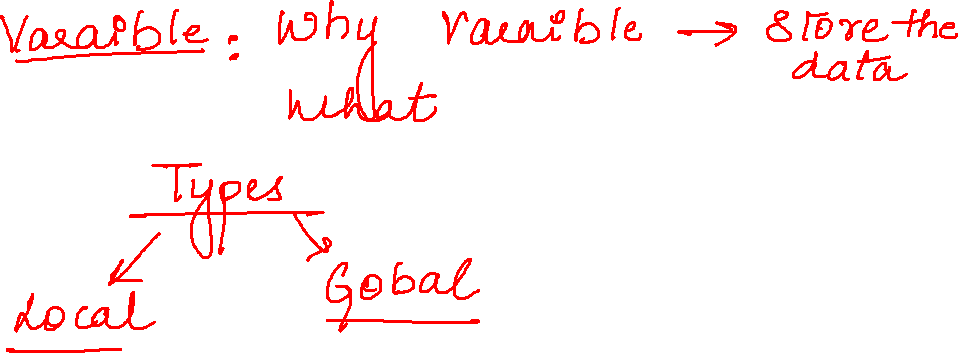 Varaible : Why Varaible → Store the
What data
Types
Local Gobal